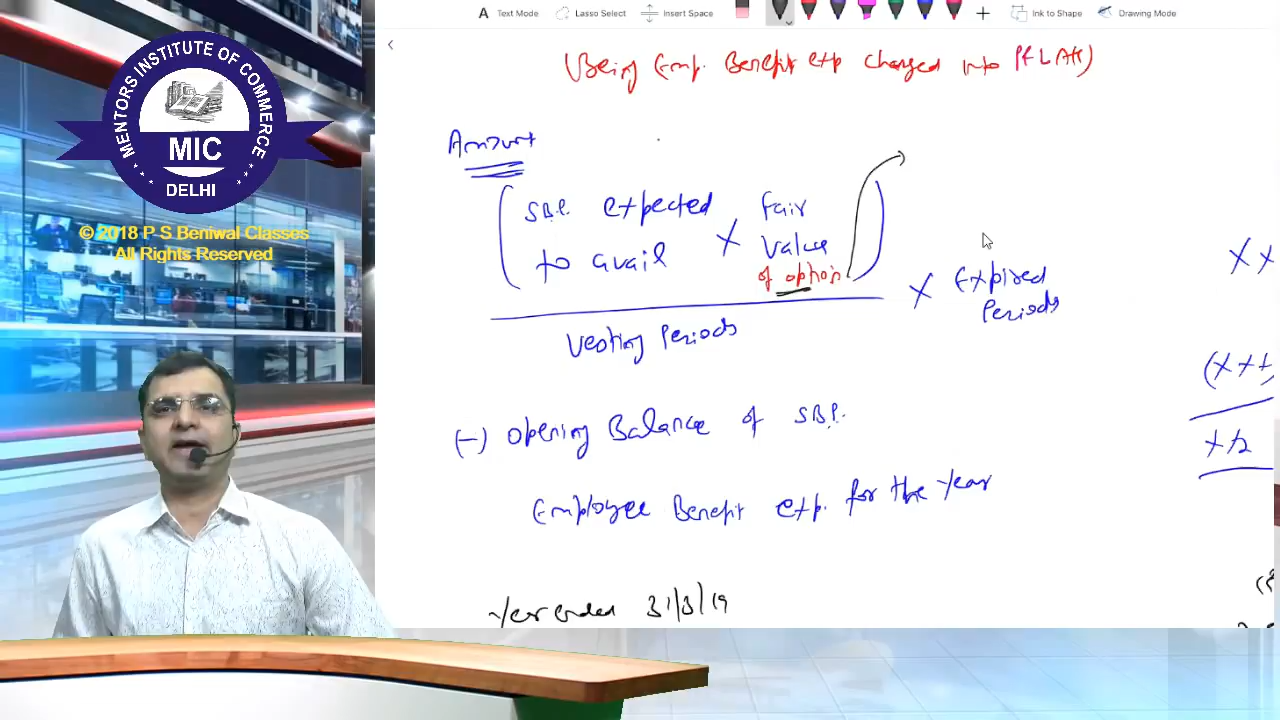 Text Mode Lasso Select Insert Space Ink to Shape Drawing Mode
(Being Emp. Benefit exp charged into P&L A/c)
MENTORS INSTITUTE OF COMMERCE
MIC
DELHI
© 2018 P S Beniwal Classes
All Rights Reserved
Amount
S.B.P. expected
to avail
X
Fair
Value
of option
Vesting Periods
X Expired
Periods
XX
(-) Opening Balance of S.B.P.
(XXX
Employee Benefit exp. for the year
Year ended 31/3/19